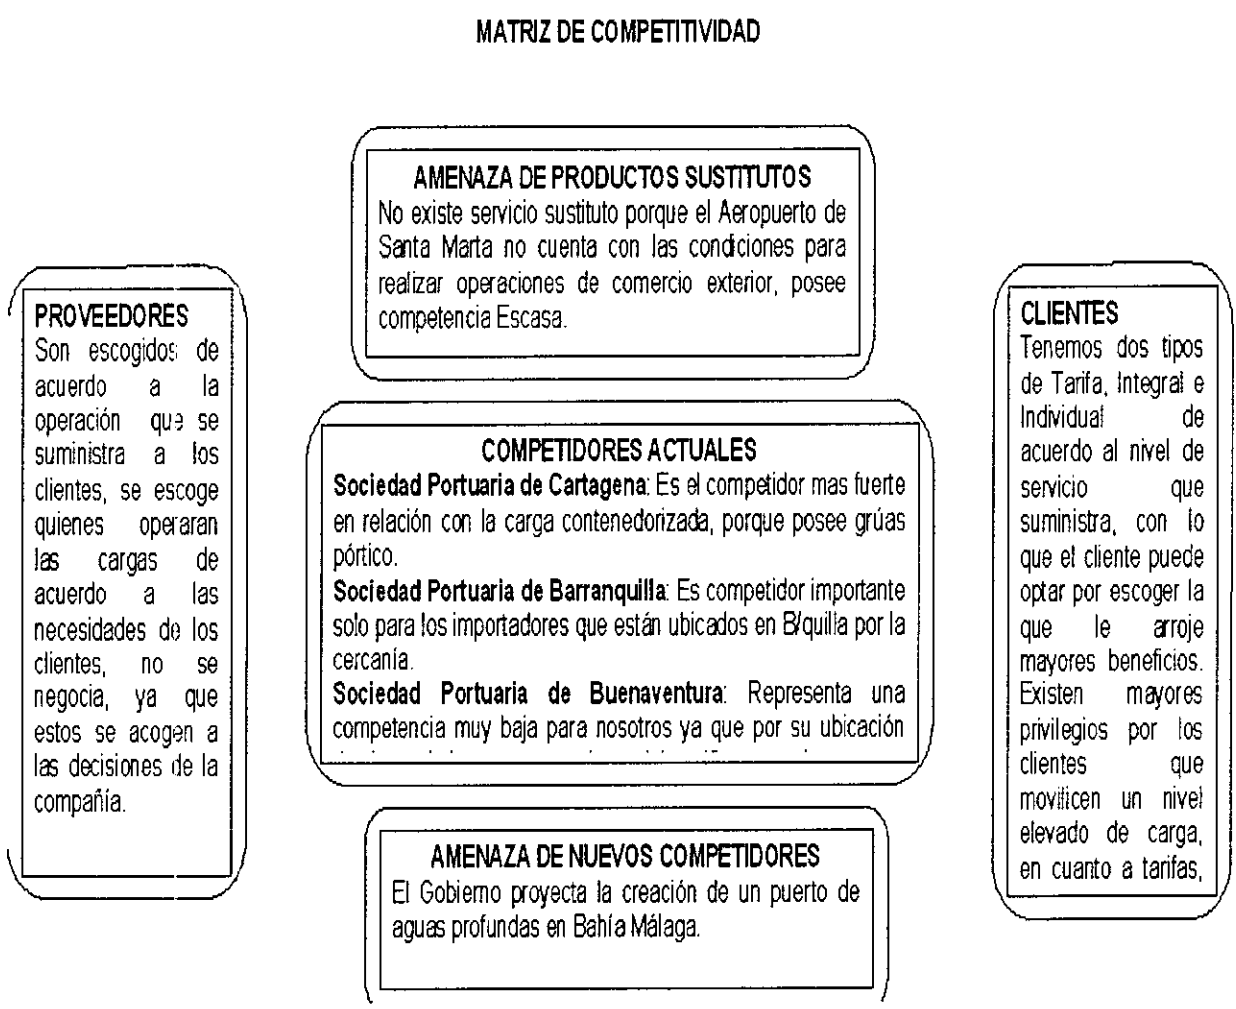 MATRIZ DE COMPETITIVIDAD
AMENAZA DE PRODUCTOS SUSTITUTOS
No existe servicio sustituto porque el Aeropuerto de
Santa Marta no cuenta con las condiciones para
realizar operaciones de comercio exterior, posee
competencia Escasa.
PROVEEDORES
Son escogidos de
acuerdo a la
operación que se
suministra a los
clientes, se escoge
quienes operaran
las cargas de
acuerdo a las
necesidades de los
clientes, no se
negocia, ya que
estos se acogen a
las decisiones de la
compañía.
COMPETIDORES ACTUALES
Sociedad Portuaria de Cartagena: Es el competidor mas fuerte
en relación con la carga contenedorizada, porque posee grúas
pórtico.
Sociedad Portuaria de Barranquilla: Es competidor importante
solo para los importadores que están ubicados en B/quilla por la
cercanía.
Sociedad Portuaria de Buenaventura: Representa una
competencia muy baja para nosotros ya que por su ubicación
CLIENTES
Tenemos dos tipos
de Tarifa, Integral e
Individual de
acuerdo al nivel de
servicio que
suministra, con lo
que el cliente puede
optar por escoger la
que le arroje
mayores beneficios.
Existen mayores
privilegios por los
clientes que
movilicen un nivel
elevado de carga,
en cuanto a tarifas,
AMENAZA DE NUEVOS COMPETIDORES
El Gobierno proyecta la creación de un puerto de
aguas profundas en Bahía Málaga.